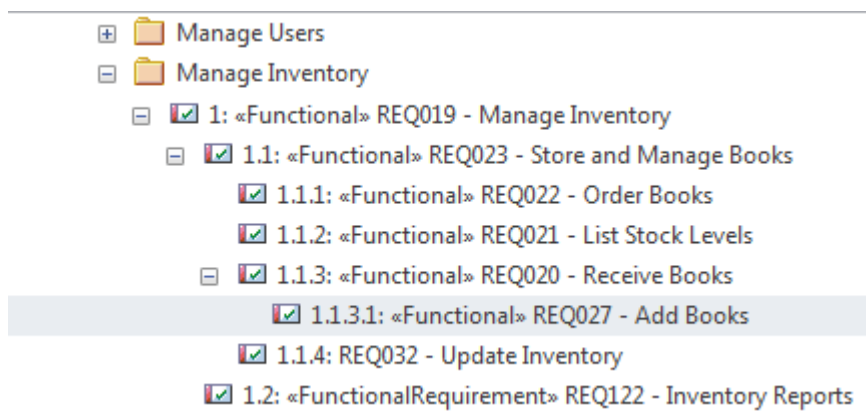 Manage Users
Manage Inventory
1: «Functional» REQ019 - Manage Inventory
1.1: «Functional» REQ023 - Store and Manage Books
1.1.1: «Functional» REQ022 - Order Books
1.1.2: «Functional» REQ021 - List Stock Levels
1.1.3: «Functional» REQ020 - Receive Books
1.1.3.1: «Functional» REQ027 - Add Books
1.1.4: REQ032 - Update Inventory
1.2: «FunctionalRequirement» REQ122 - Inventory Reports